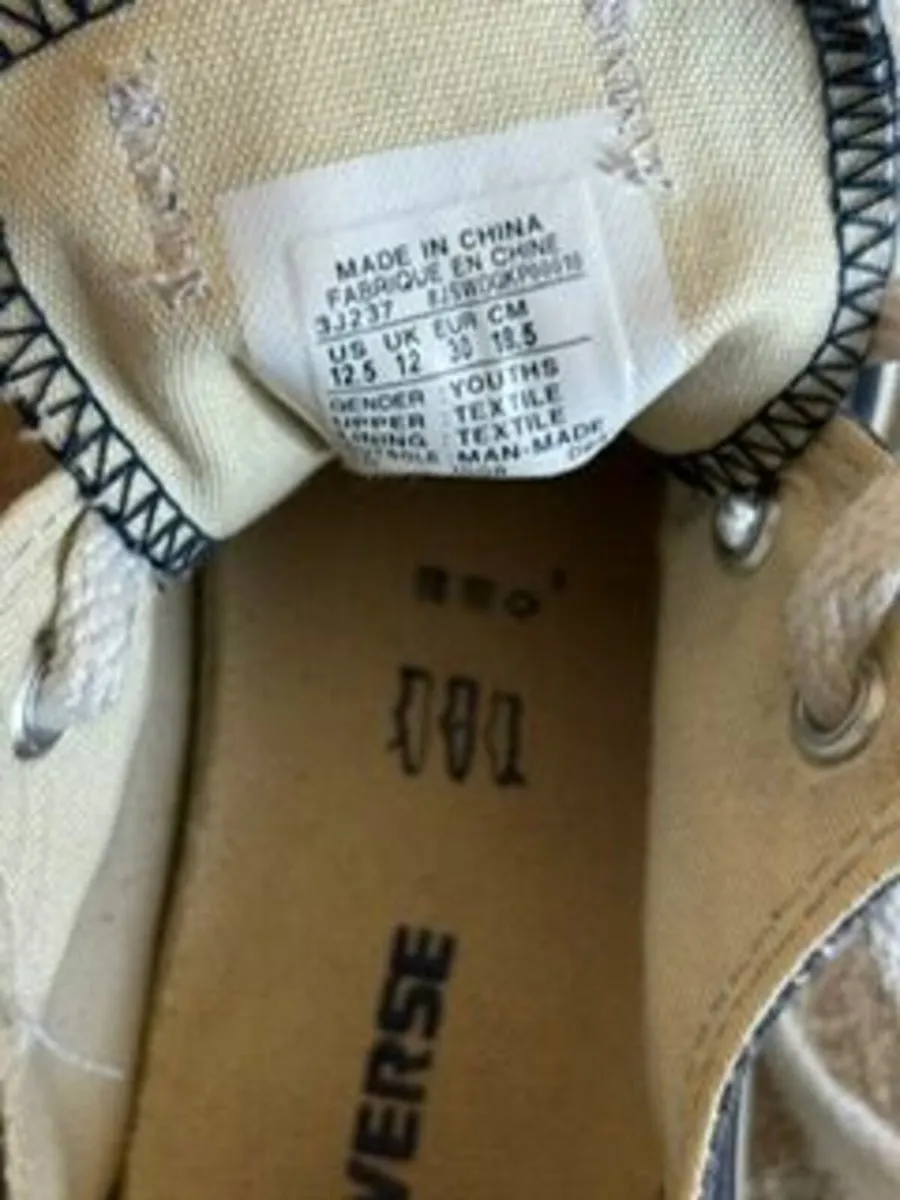 MADE IN CHINA
FABRIQUE EN CHINE
3J237
US UK EUR CM
12.5 12 30 18.5
GENDER : YOUTHS
UPPER : TEXTILE
LINING : TEXTILE
MAN-MADE
VERSE